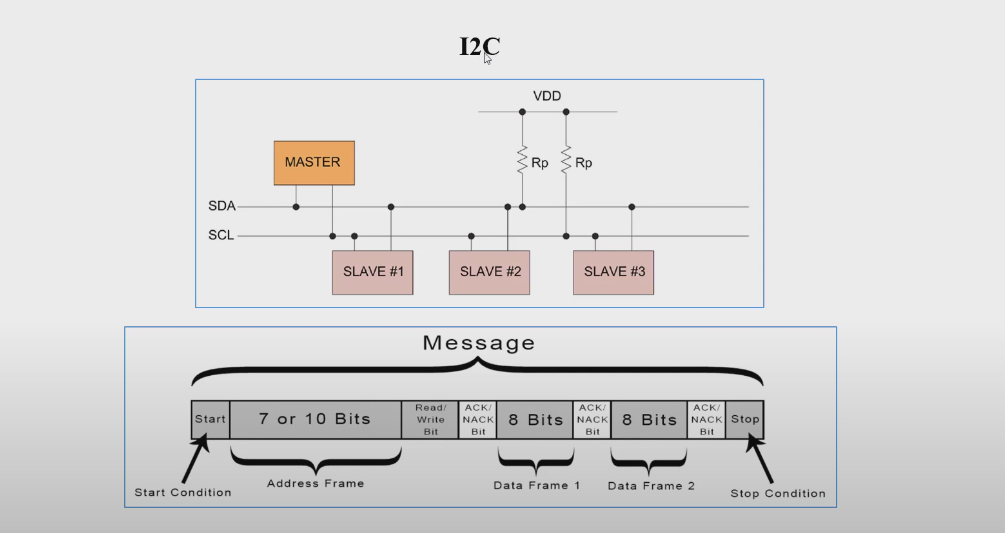 I2C
VDD
MASTER
Rp
Rp
SDA
SCL
SLAVE #1
SLAVE #2
SLAVE #3
Message
Start
7 or 10 Bits
Read/
Write
Bit
ACK/
NACK
Bit
8 Bits
ACK/
NACK
Bit
8 Bits
ACK/
NACK
Bit
Stop
Start Condition
Address Frame
Data Frame 1
Data Frame 2
Stop Condition